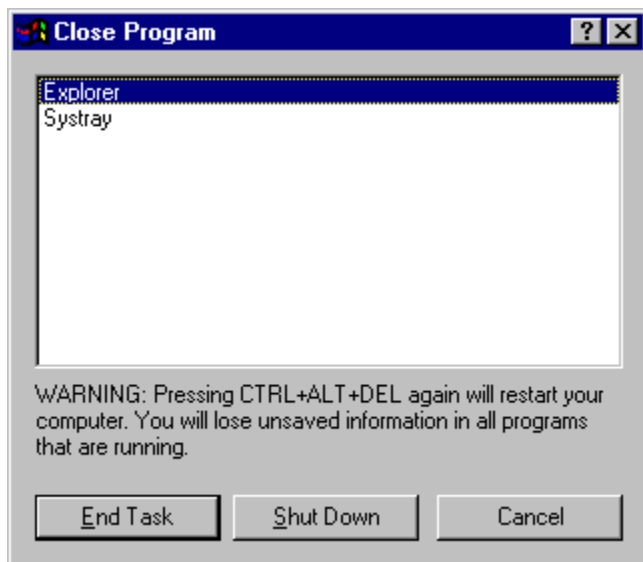 Close Program
Explorer
Systray
WARNING: Pressing CTRL+ALT+DEL again will restart your
computer. You will lose unsaved information in all programs
that are running.
End Task
Shut Down
Cancel